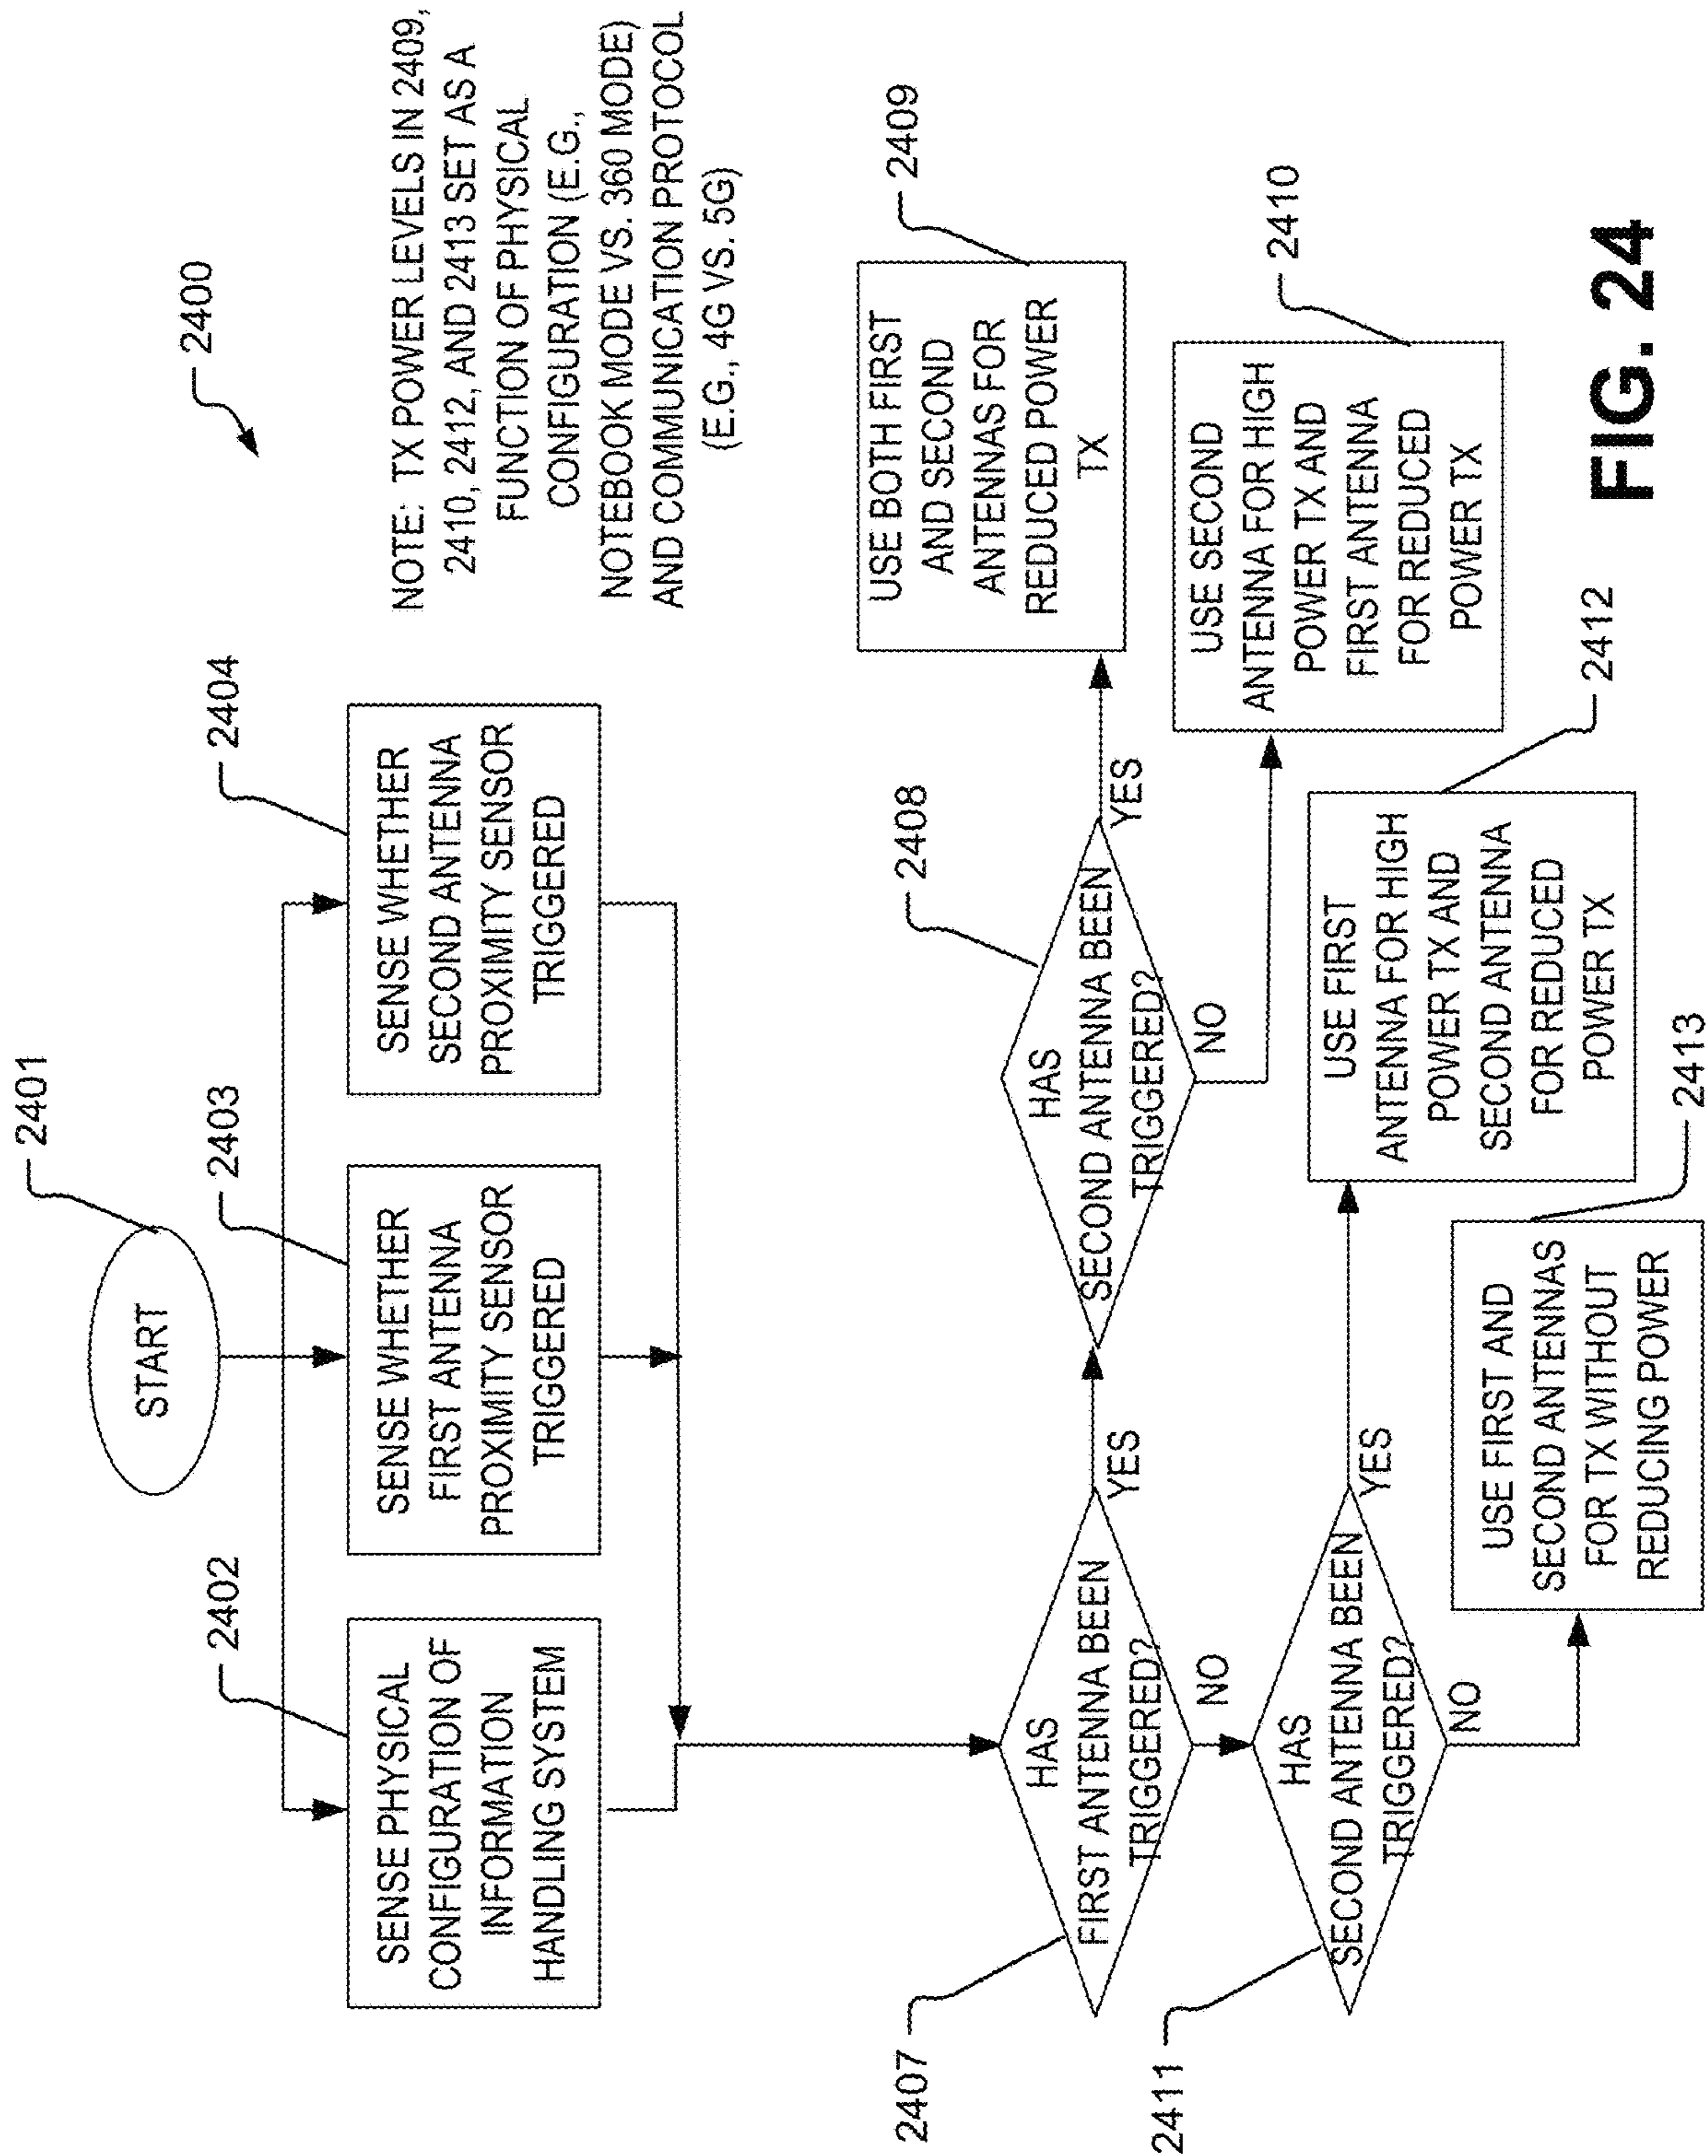 2400
NOTE: TX POWER LEVELS IN 2409,
2410, 2412, AND 2413 SET AS A
FUNCTION OF PHYSICAL
CONFIGURATION (E.G.,
NOTEBOOK MODE VS. 360 MODE)
AND COMMUNICATION PROTOCOL
(E.G., 4G VS. 5G)
2401
START
2402
SENSE PHYSICAL
CONFIGURATION OF
INFORMATION
HANDLING SYSTEM
2403
SENSE WHETHER
FIRST ANTENNA
PROXIMITY SENSOR
TRIGGERED
2404
SENSE WHETHER
SECOND ANTENNA
PROXIMITY SENSOR
TRIGGERED
2407
HAS
FIRST ANTENNA BEEN
TRIGGERED?
YES
NO
2408
HAS
SECOND ANTENNA BEEN
TRIGGERED?
YES
NO
2409
USE BOTH FIRST
AND SECOND
ANTENNAS FOR
REDUCED POWER
TX
2410
USE SECOND
ANTENNA FOR HIGH
POWER TX AND
FIRST ANTENNA
FOR REDUCED
POWER TX
2411
HAS
SECOND ANTENNA BEEN
TRIGGERED?
YES
NO
2412
USE FIRST
ANTENNA FOR HIGH
POWER TX AND
SECOND ANTENNA
FOR REDUCED
POWER TX
2413
USE FIRST AND
SECOND ANTENNAS
FOR TX WITHOUT
REDUCING POWER
FIG. 24